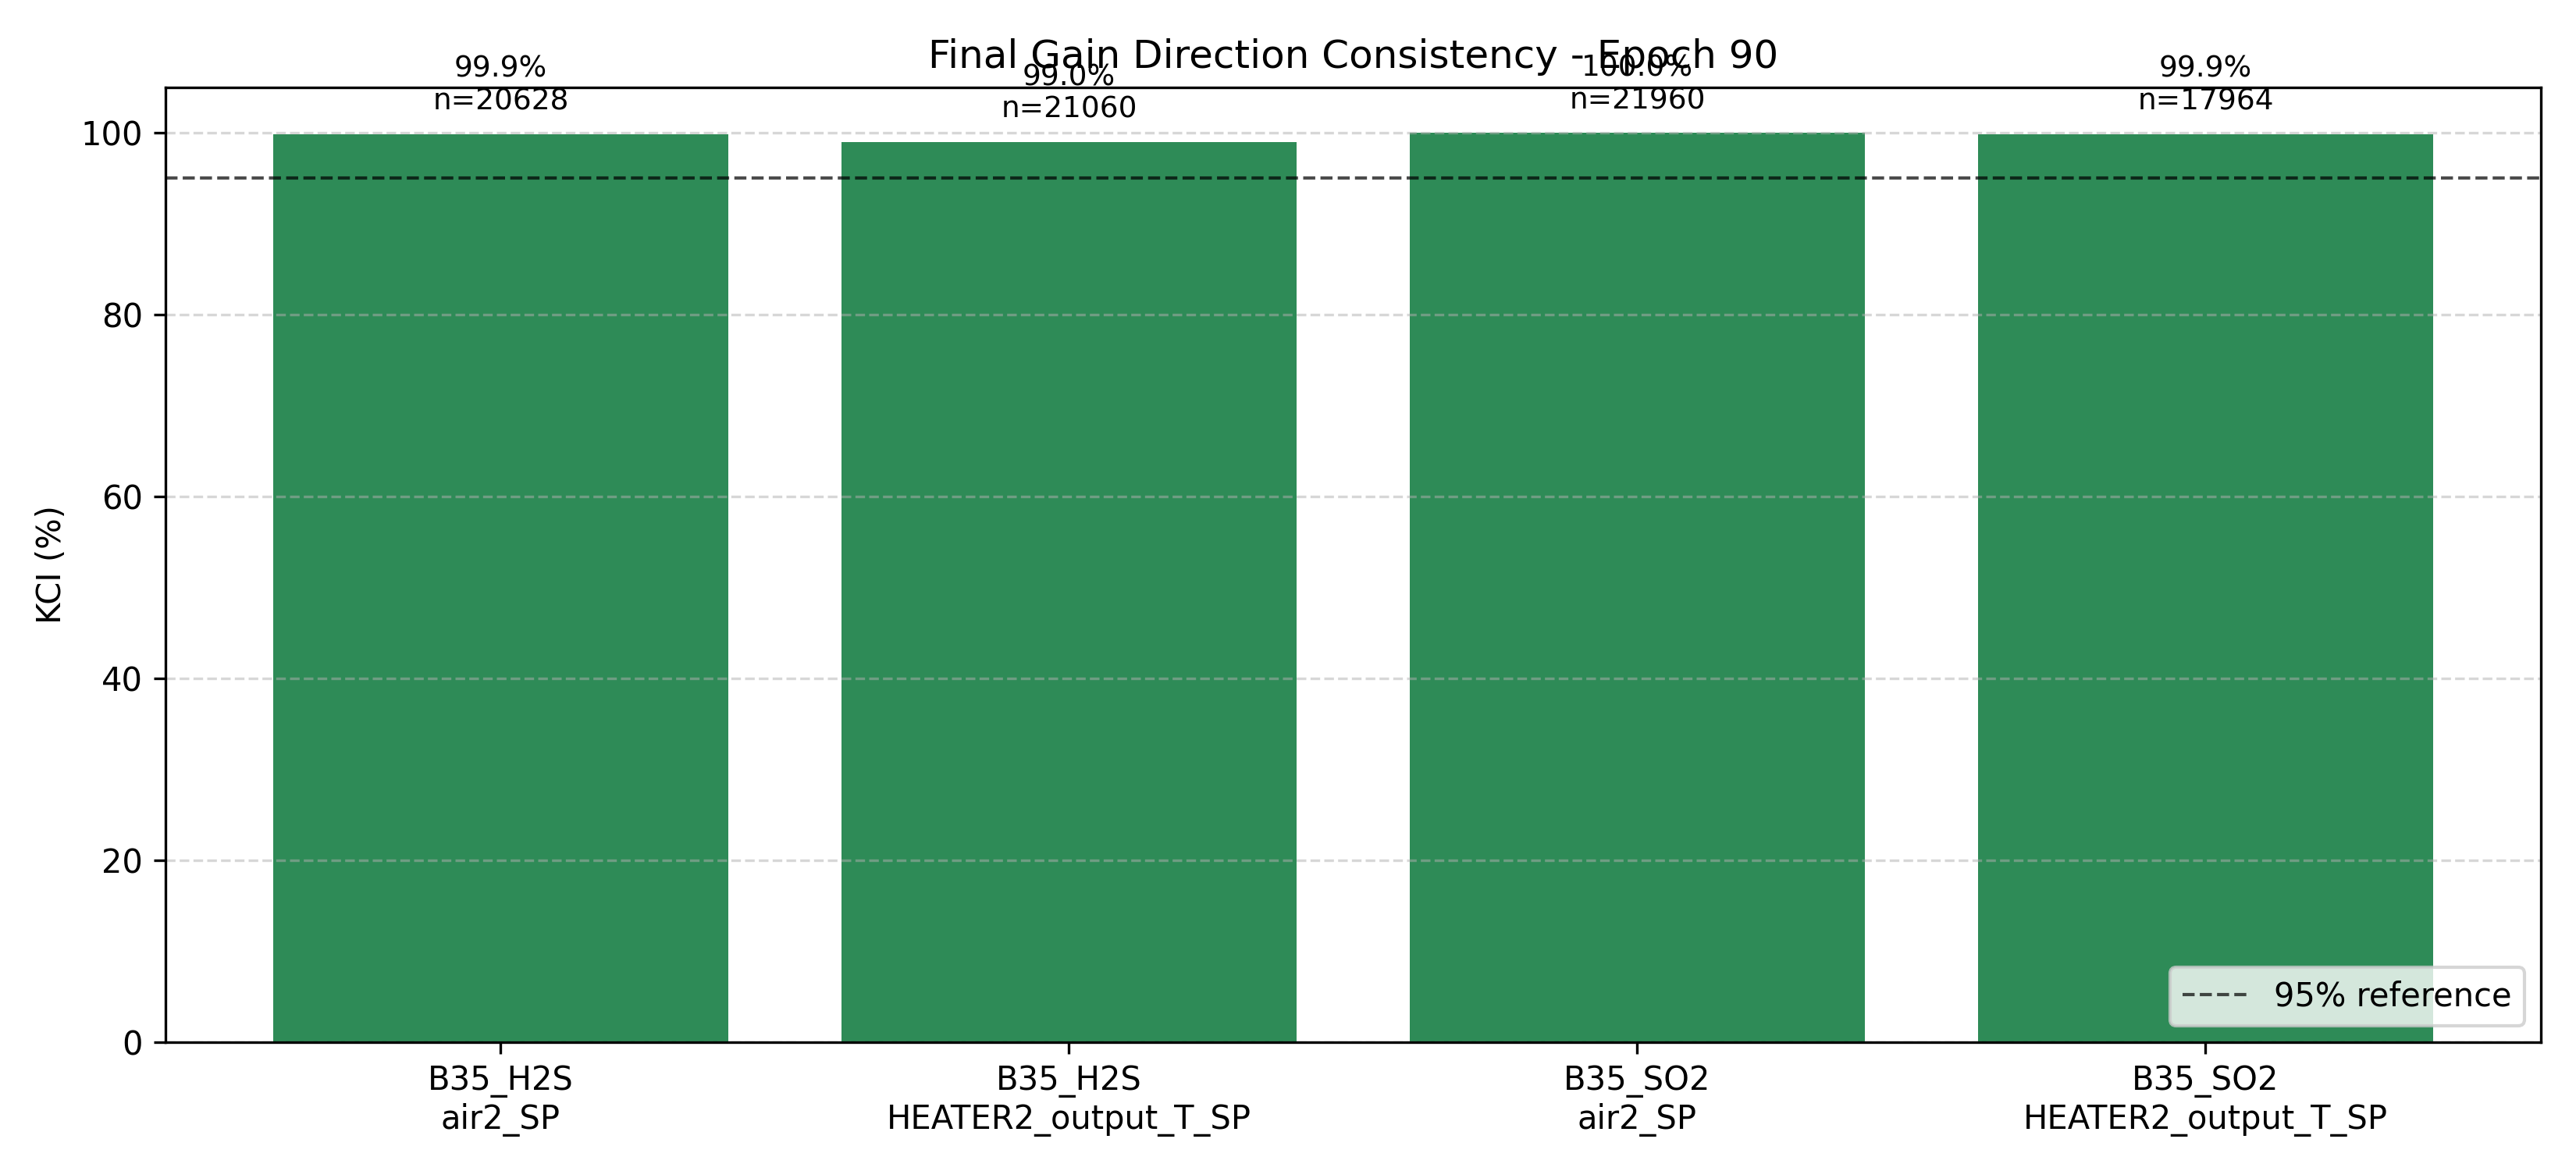 Final Gain Direction Consistency - Epoch 90
99.9%
n=20628
99.0%
n=21060
100.0%
n=21960
99.9%
n=17964
KCI (%)
100
80
60
40
20
0
95% reference
B35_H2S
air2_SP
B35_H2S
HEATER2_output_T_SP
B35_SO2
air2_SP
B35_SO2
HEATER2_output_T_SP